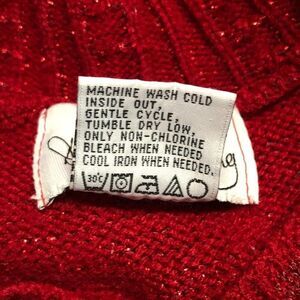 MACHINE WASH COLD
INSIDE OUT,
GENTLE CYCLE,
TUMBLE DRY LOW,
ONLY NON-CHLORINE
BLEACH WHEN NEEDED
COOL IRON WHEN NEEDED.
30°C